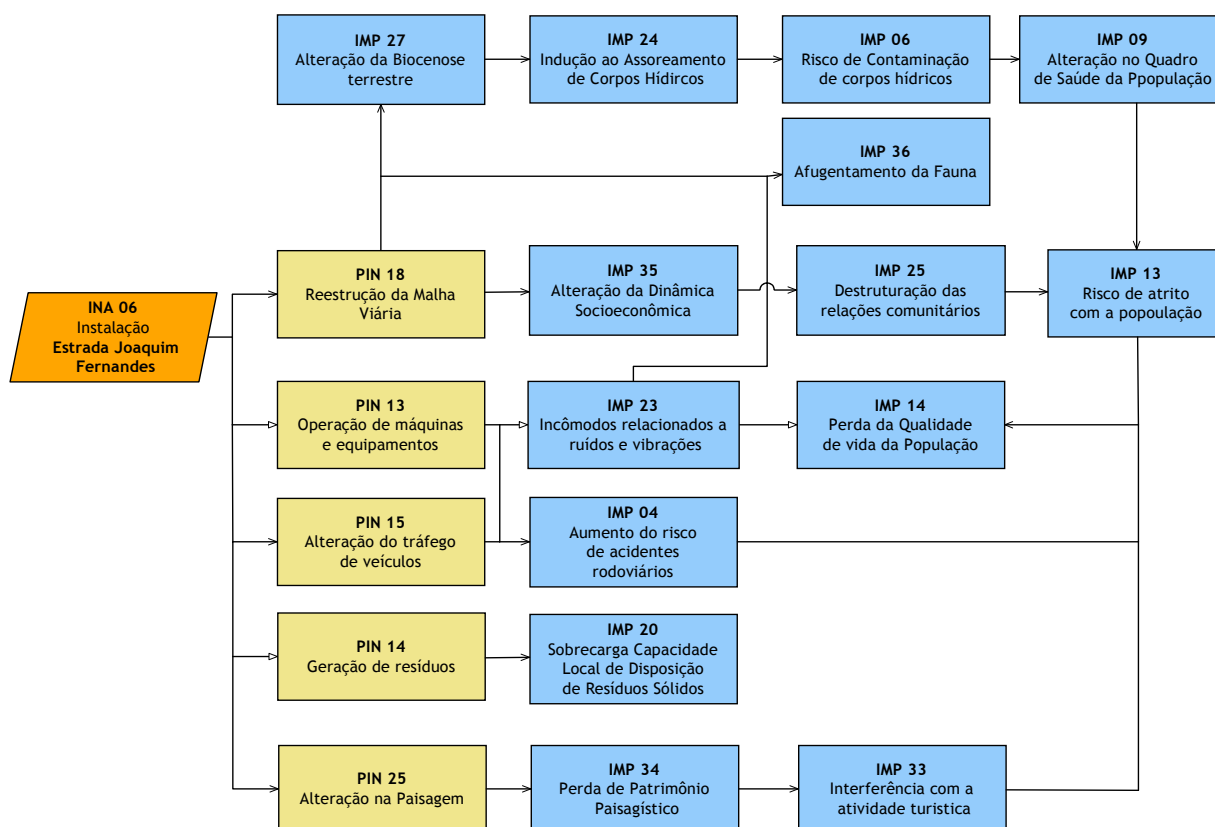 IMP 27
Alteração da Biocenose
terrestre
IMP 24
Indução ao Assoreamento
de Corpos Hídircos
IMP 06
Risco de Contaminação
de corpos hídricos
IMP 09
Alteração no Quadro
de Saúde da Ppopulação
IMP 36
Afugentamento da Fauna
INA 06
Instalação
Estrada Joaquim
Fernandes
PIN 18
Reestrução da Malha
Viária
IMP 35
Alteração da Dinâmica
Socioeconômica
IMP 25
Destruturação das
relações comunitários
IMP 13
Risco de atrito
com a popoulação
PIN 13
Operação de máquinas
e equipamentos
IMP 23
Incômodos relacionados a
ruídos e vibrações
IMP 14
Perda da Qualidade
de vida da População
PIN 15
Alteração do tráfego
de veículos
IMP 04
Aumento do risco
de acidentes
rodoviários
PIN 14
Geração de resíduos
IMP 20
Sobrecarga Capacidade
Local de Disposição
de Resíduos Sólidos
PIN 25
Alteração na Paisagem
IMP 34
Perda de Patrimônio
Paisagístico
IMP 33
Interferência com a
atividade turistica